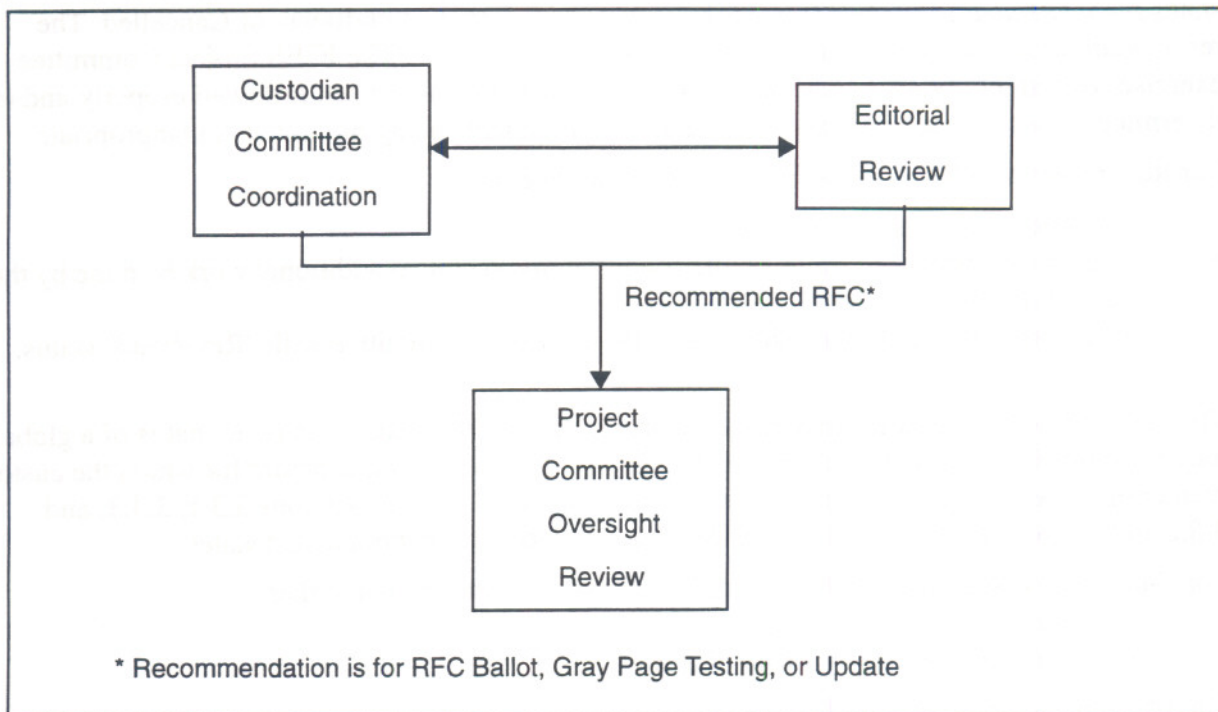 Custodian
Committee
Coordination
Editorial
Review
Recommended RFC*
Project
Committee
Oversight
Review
* Recommendation is for RFC Ballot, Gray Page Testing, or Update